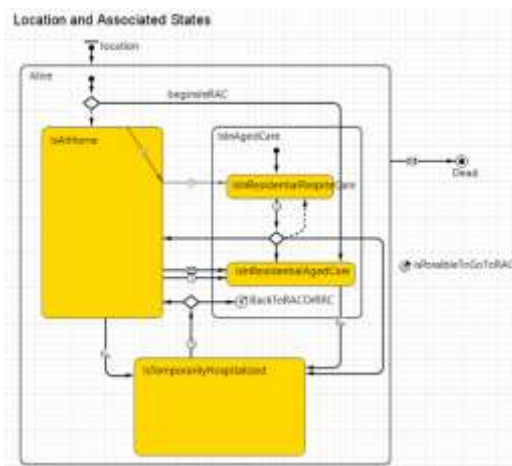 Location and Associated States
location
Alive
beginsInRAC
IsAtHome
IsInAgedCare
IsInResidentialRespiteCare
Dead
IsInResidentialAgedCare
isPossibleToGoToRAC
BackToRACOrRRC
IsTemporarilyHospitalized